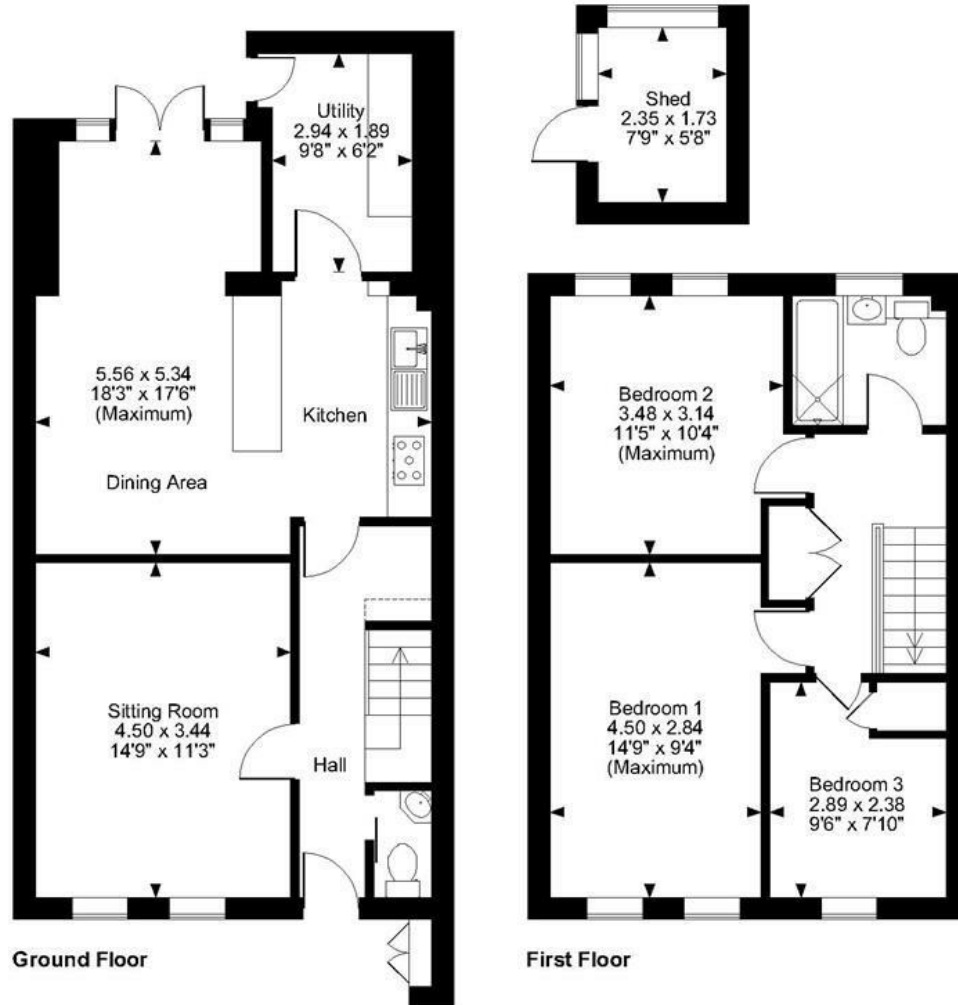 Utility
2.94 x 1.89
9'8" x 6'2"
Shed
2.35 x 1.73
7'9" x 5'8"
5.56 x 5.34
18'3" x 17'6"
(Maximum)
Kitchen
Dining Area
Sitting Room
4.50 x 3.44
14'9" x 11'3"
Hall
Ground Floor
Bedroom 2
3.48 x 3.14
11'5" x 10'4"
(Maximum)
Bedroom 1
4.50 x 2.84
14'9" x 9'4"
(Maximum)
Bedroom 3
2.89 x 2.38
9'6" x 7'10"
First Floor